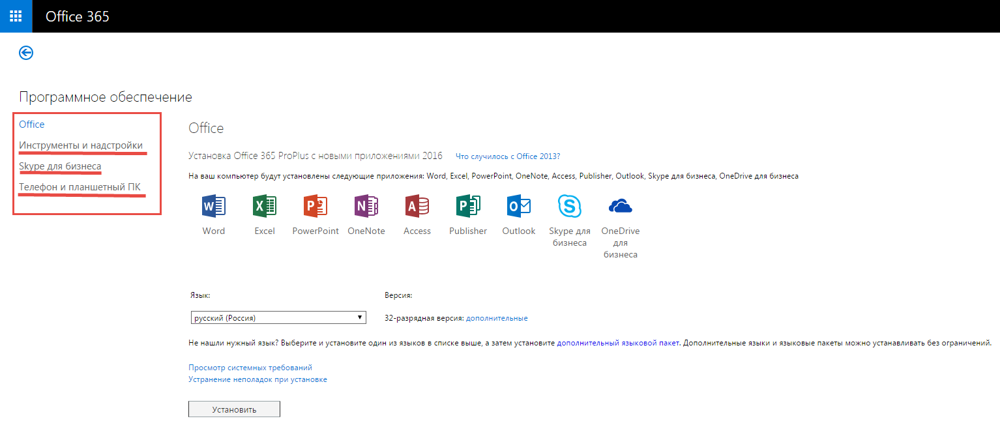 Office 365
Программное обеспечение
Office
Инструменты и надстройки
Skype для бизнеса
Телефон и планшетный ПК
Office
Установка Office 365 ProPlus с новыми приложениями 2016 Что случилось с Office 2013?
На ваш компьютер будут установлены следующие приложения: Word, Excel, PowerPoint, OneNote, Access, Publisher, Outlook, Skype для бизнеса, OneDrive для бизнеса
W X P N A P O S
Word Excel PowerPoint OneNote Access Publisher Outlook Skype для бизнеса OneDrive для бизнеса
Язык: Версия:
русский (Россия) 32-разрядная версия: дополнительные
Не нашли нужный язык? Выберите и установите один из языков в списке выше, а затем установите дополнительный языковой пакет. Дополнительные языки и языковые пакеты можно устанавливать без ограничений.
Просмотр системных требований
Устранение неполадок при установке
Установить